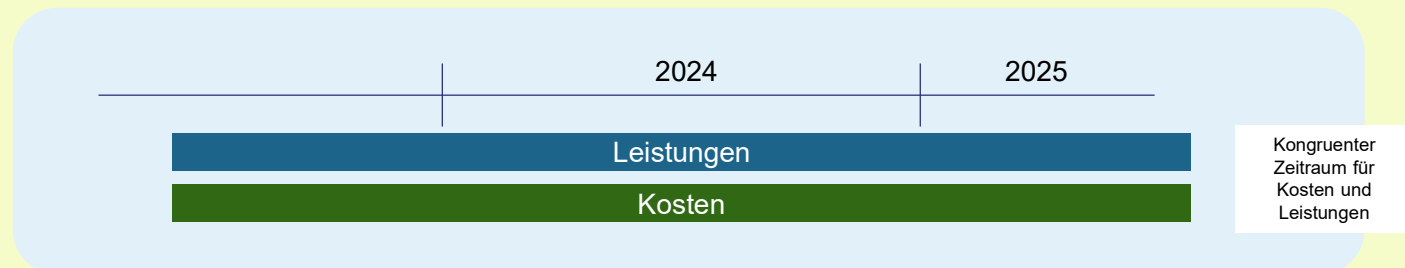 2024
2025
Leistungen
Kosten
Kongruenter
Zeitraum für
Kosten und
Leistungen